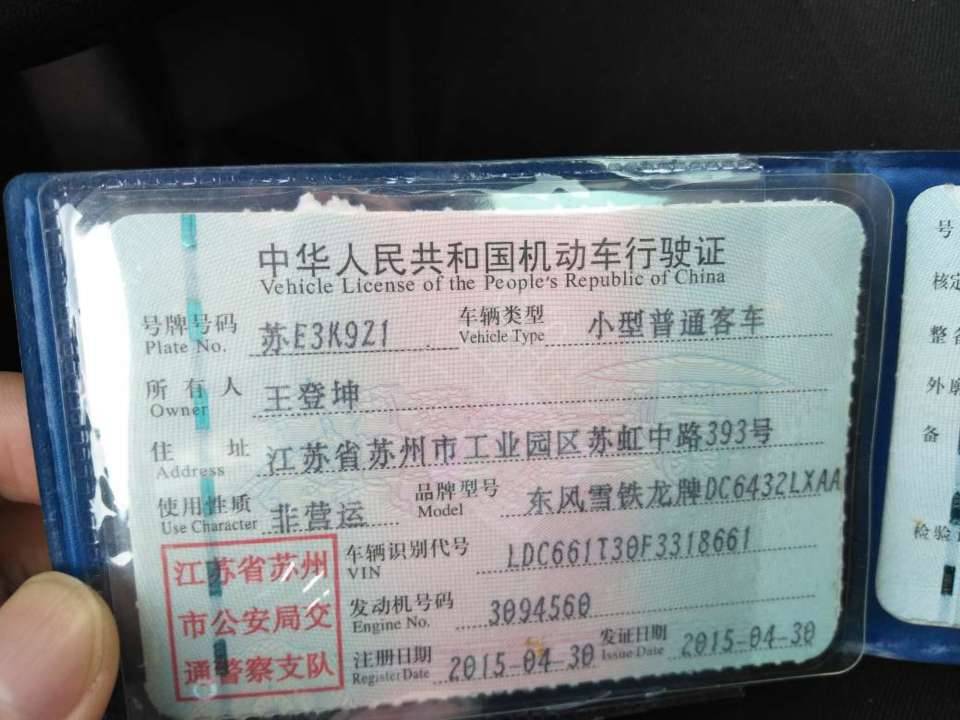 中华人民共和国机动车行驶证
Vehicle License of the People's Republic of China
号牌号码 苏E3K9Z1 车辆类型 小型普通客车
Plate No. Vehicle Type
所有人 王登坤
Owner
住址 江苏省苏州市工业园区苏虹中路393号
Address
使用性质 非营运 品牌型号 东风雪铁龙牌DC6432LXAA
Use Character Model
车辆识别代号 LDC661T30F3318661
VIN
发动机号码 3094560
Engine No.
注册日期 2015-04-30 发证日期 2015-04-30
Register Date Issue Date
江苏省苏州
市公安局交
通警察支队
号
核定
整备
外廓
备
检验